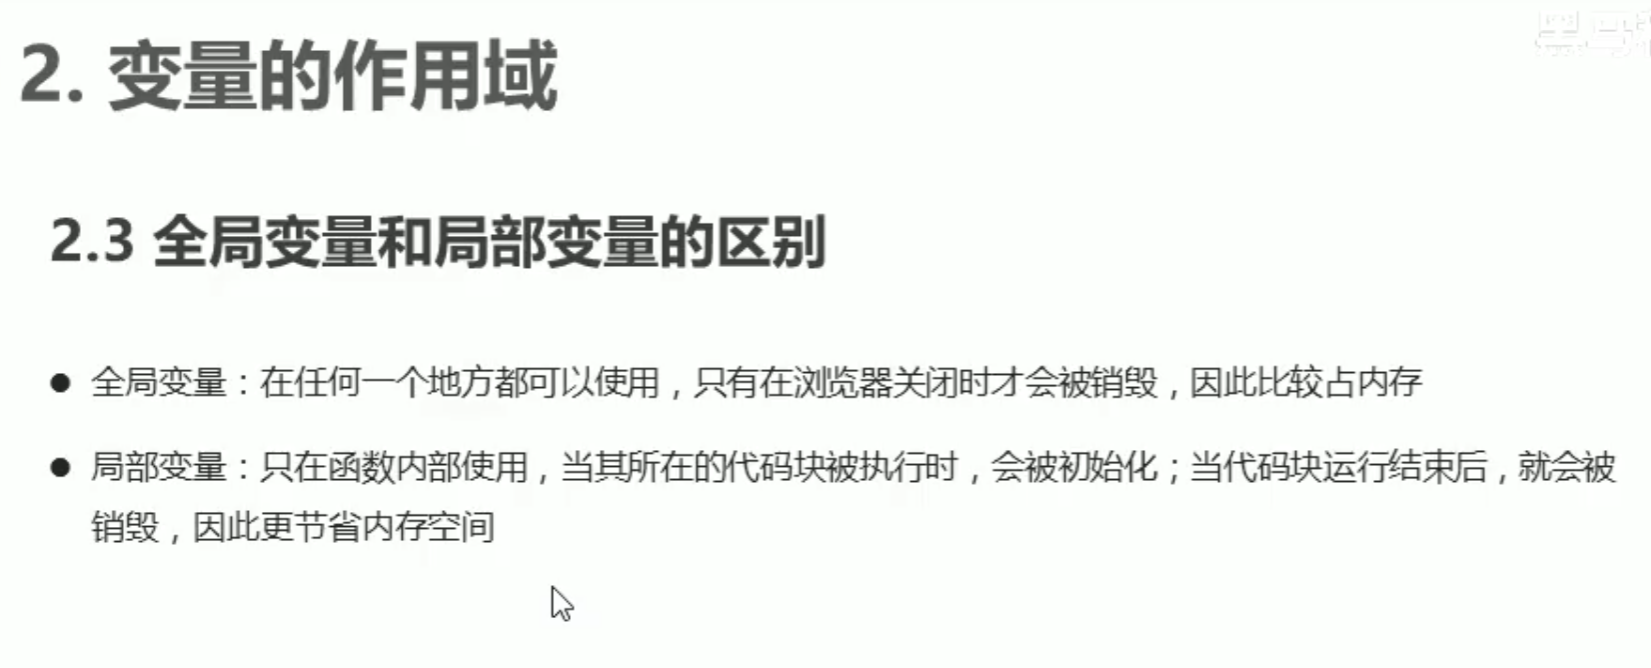 2. 变量的作用域
2.3 全局变量和局部变量的区别
● 全局变量：在任何一个地方都可以使用，只有在浏览器关闭时才会被销毁，因此比较占内存
● 局部变量：只在函数内部使用，当其所在的代码块被执行时，会被初始化；当代码块运行结束后，就会被
销毁，因此更节省内存空间